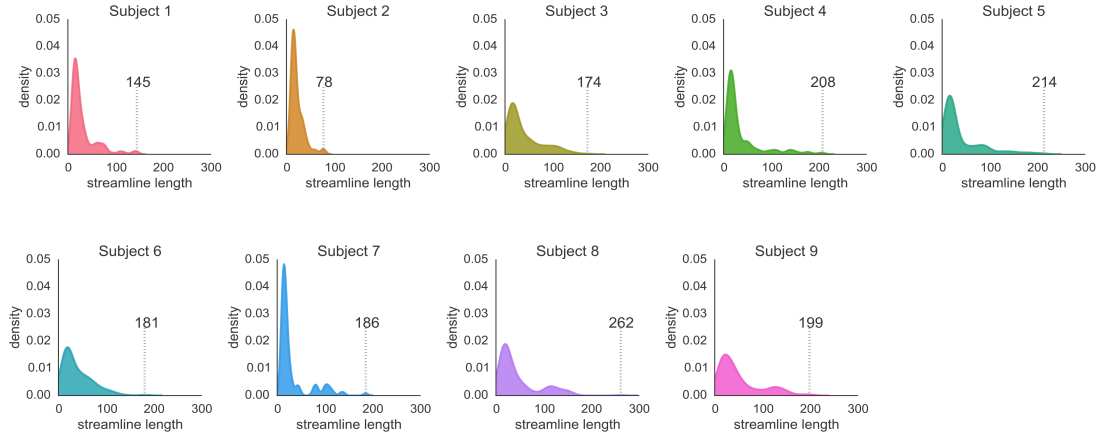 Subject 1 Subject 2 Subject 3 Subject 4 Subject 5
0.05 0.05 0.05 0.05 0.05
0.04 0.04 0.04 0.04 0.04
0.03 0.03 0.03 0.03 0.03
145 78 174 208 214
0.02 0.02 0.02 0.02 0.02
0.01 0.01 0.01 0.01 0.01
0.00 0.00 0.00 0.00 0.00
density density density density density
0 100 200 300 0 100 200 300 0 100 200 300 0 100 200 300 0 100 200 300
streamline length streamline length streamline length streamline length streamline length
Subject 6 Subject 7 Subject 8 Subject 9
0.05 0.05 0.05 0.05
0.04 0.04 0.04 0.04
0.03 0.03 0.03 0.03
181 186 262 199
0.02 0.02 0.02 0.02
0.01 0.01 0.01 0.01
0.00 0.00 0.00 0.00
density density density density
0 100 200 300 0 100 200 300 0 100 200 300 0 100 200 300
streamline length streamline length streamline length streamline length